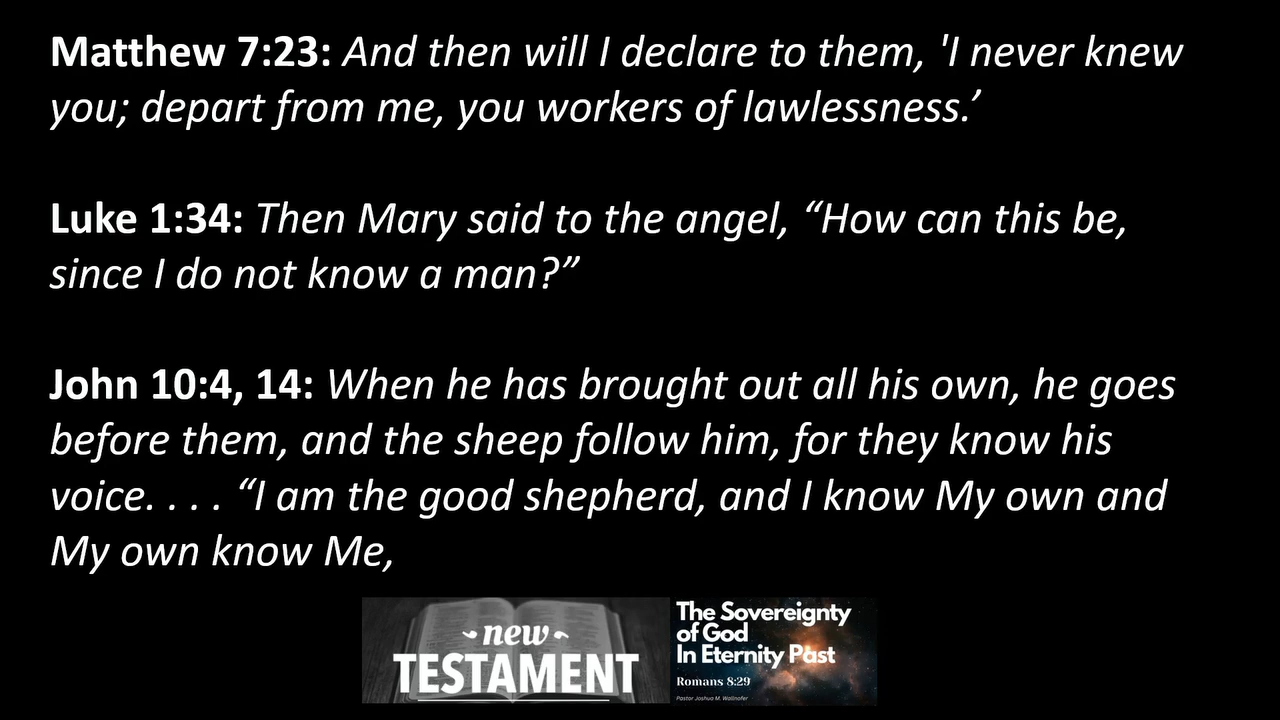 Matthew 7:23: And then will I declare to them, 'I never knew
you; depart from me, you workers of lawlessness.’
Luke 1:34: Then Mary said to the angel, “How can this be,
since I do not know a man?”
John 10:4, 14: When he has brought out all his own, he goes
before them, and the sheep follow him, for they know his
voice. . . . “I am the good shepherd, and I know My own and
My own know Me,
new
TESTAMENT
The Sovereignty
of God
In Eternity Past
Romans 8:29
Pastor Joshua M. Wallnofer